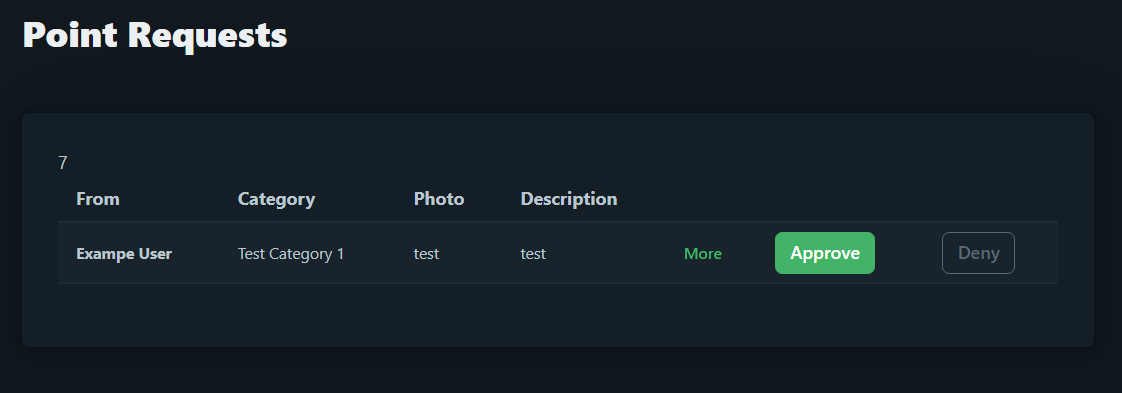 Point Requests
7
From Category Photo Description
Exampe User Test Category 1 test test More Approve Deny